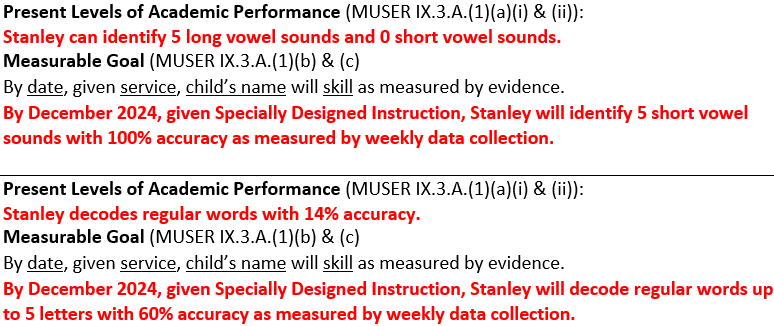 Present Levels of Academic Performance (MUSER IX.3.A.(1)(a)(i) & (ii)):
Stanley can identify 5 long vowel sounds and 0 short vowel sounds.
Measurable Goal (MUSER IX.3.A.(1)(b) & (c)
By date, given service, child's name will skill as measured by evidence.
By December 2024, given Specially Designed Instruction, Stanley will identify 5 short vowel
sounds with 100% accuracy as measured by weekly data collection.
Present Levels of Academic Performance (MUSER IX.3.A.(1)(a)(i) & (ii)):
Stanley decodes regular words with 14% accuracy.
Measurable Goal (MUSER IX.3.A.(1)(b) & (c)
By date, given service, child's name will skill as measured by evidence.
By December 2024, given Specially Designed Instruction, Stanley will decode regular words up
to 5 letters with 60% accuracy as measured by weekly data collection.